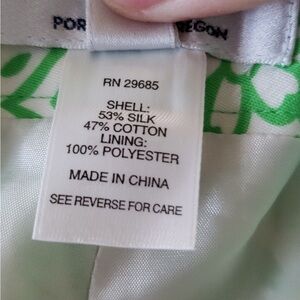 RN 29685
SHELL:
53% SILK
47% COTTON
LINING:
100% POLYESTER
MADE IN CHINA
SEE REVERSE FOR CARE